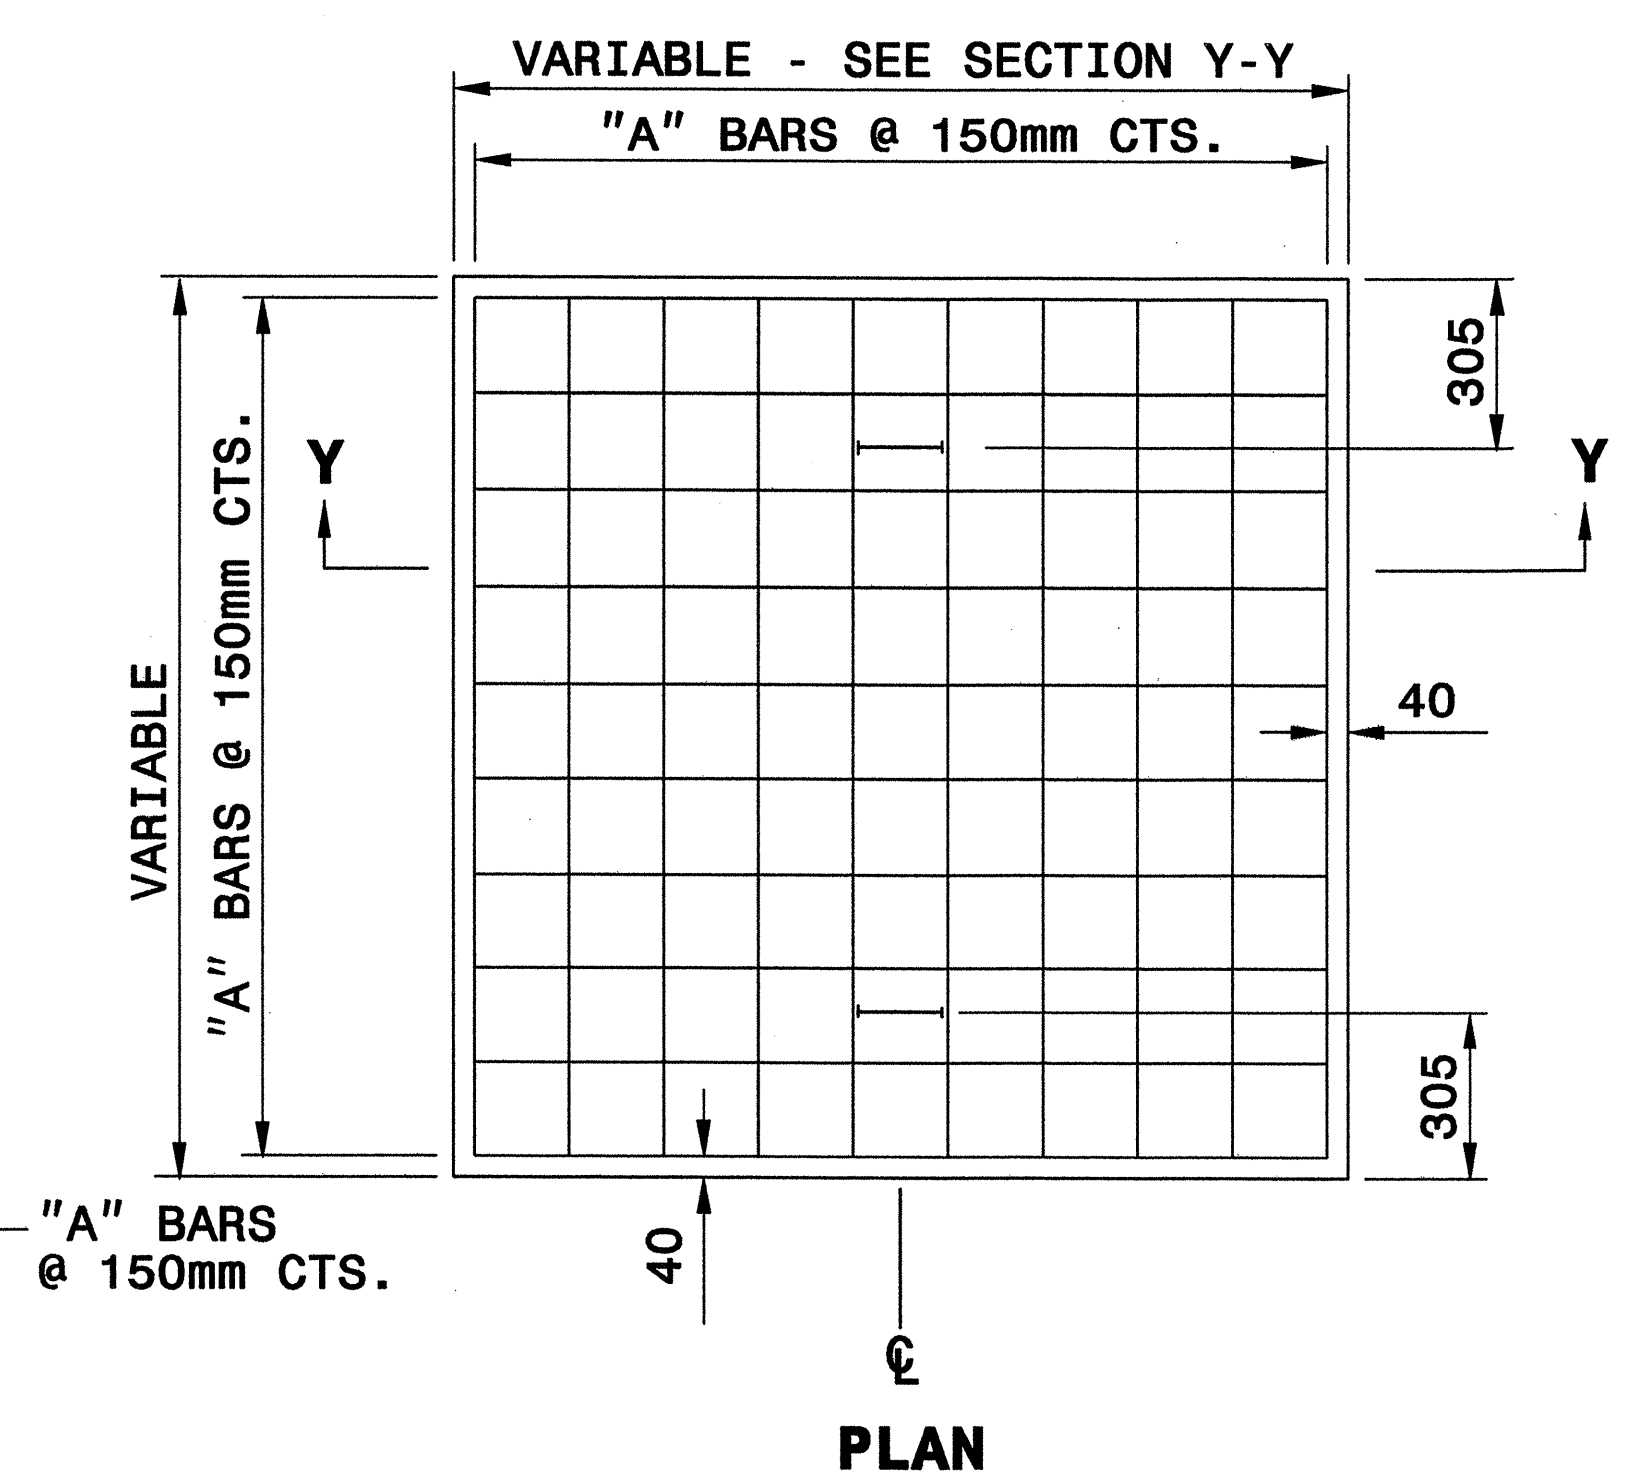 VARIABLE - SEE SECTION Y-Y
"A" BARS @ 150mm CTS.
305
Y
Y
VARIABLE
"A" BARS @ 150mm CTS.
40
305
"A" BARS
@ 150mm CTS.
40
℄
PLAN